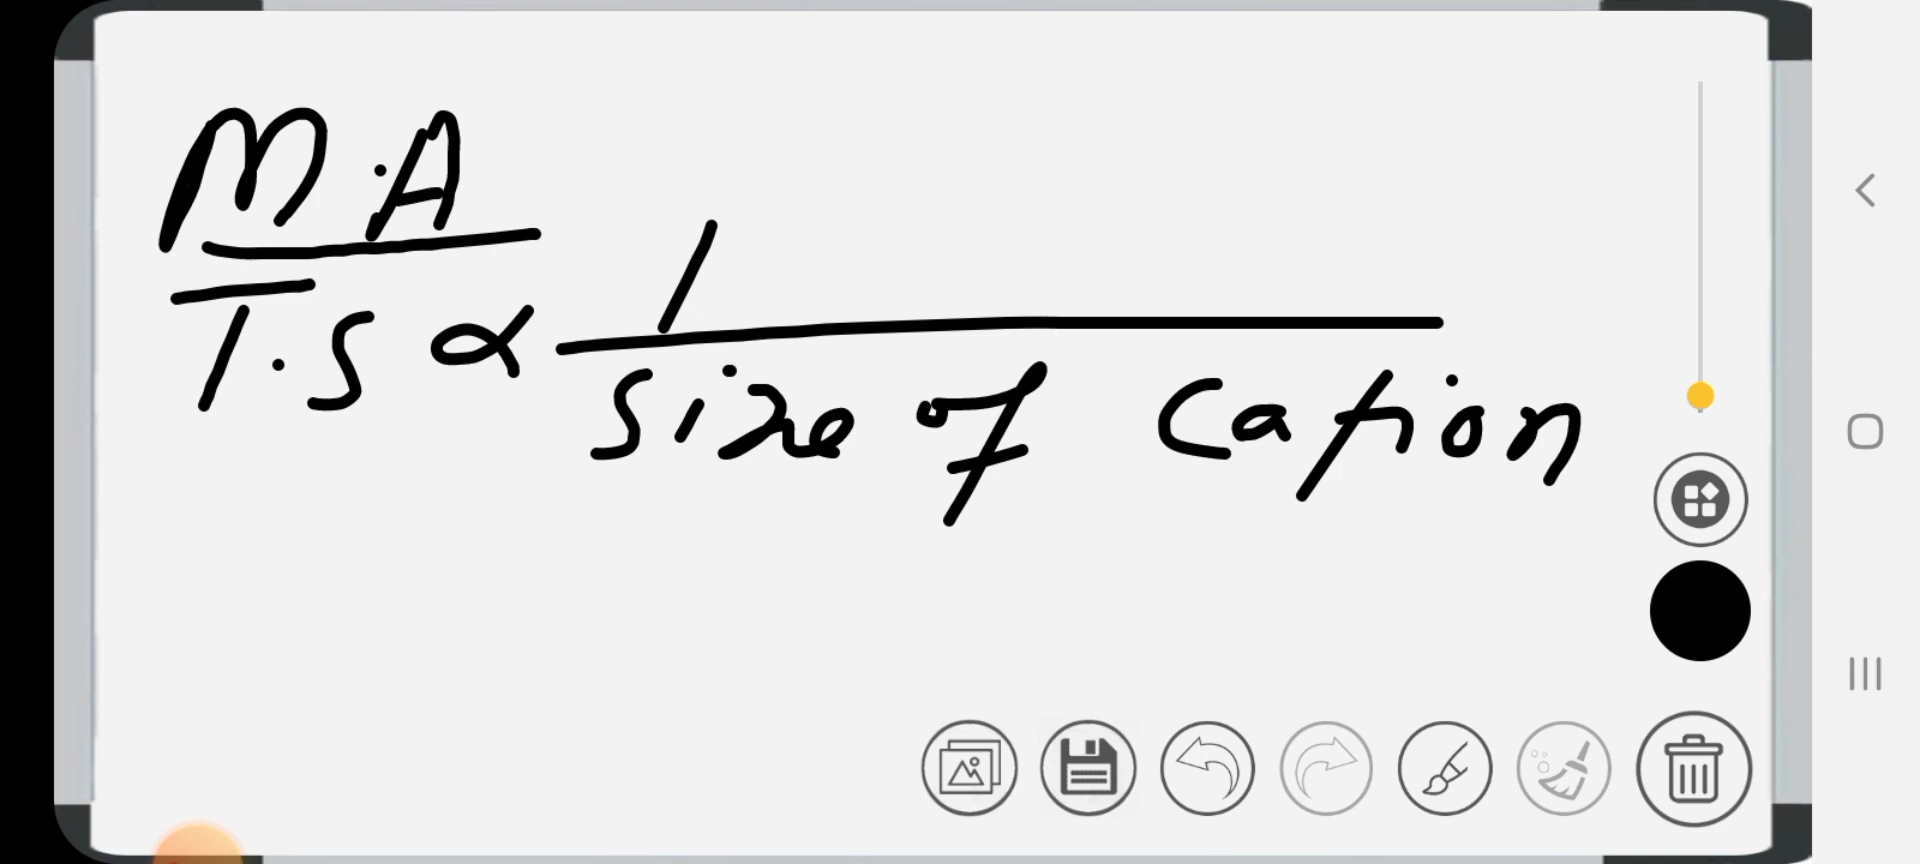 M.A
T.S α 1
size of cation